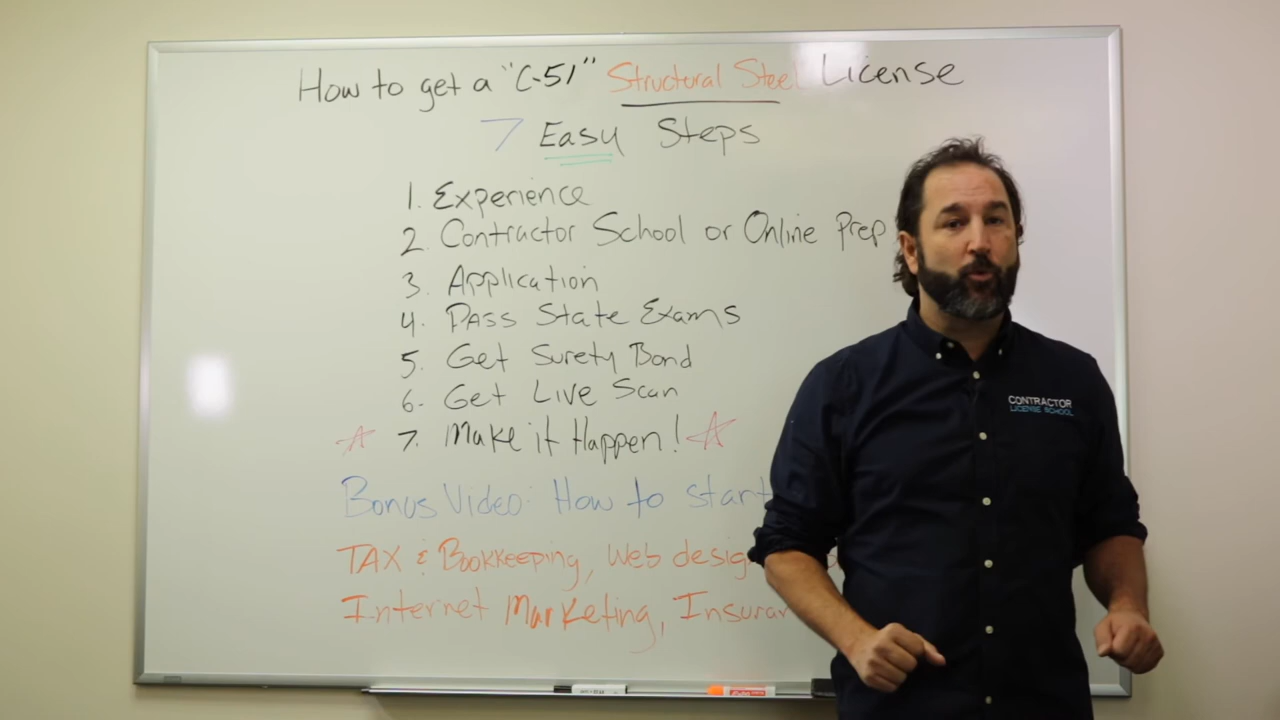 How to get a "C-51" Structural Steel License
7 Easy Steps
1. Experience
2. Contractor School or Online Prep
3. Application
4. Pass State Exams
5. Get Surety Bond
6. Get Live Scan
7. Make it Happen!
Bonus Video: How to start
TAX & Bookkeeping, Web design
Internet Marketing,
CONTRACTOR
LICENSE SCHOOL